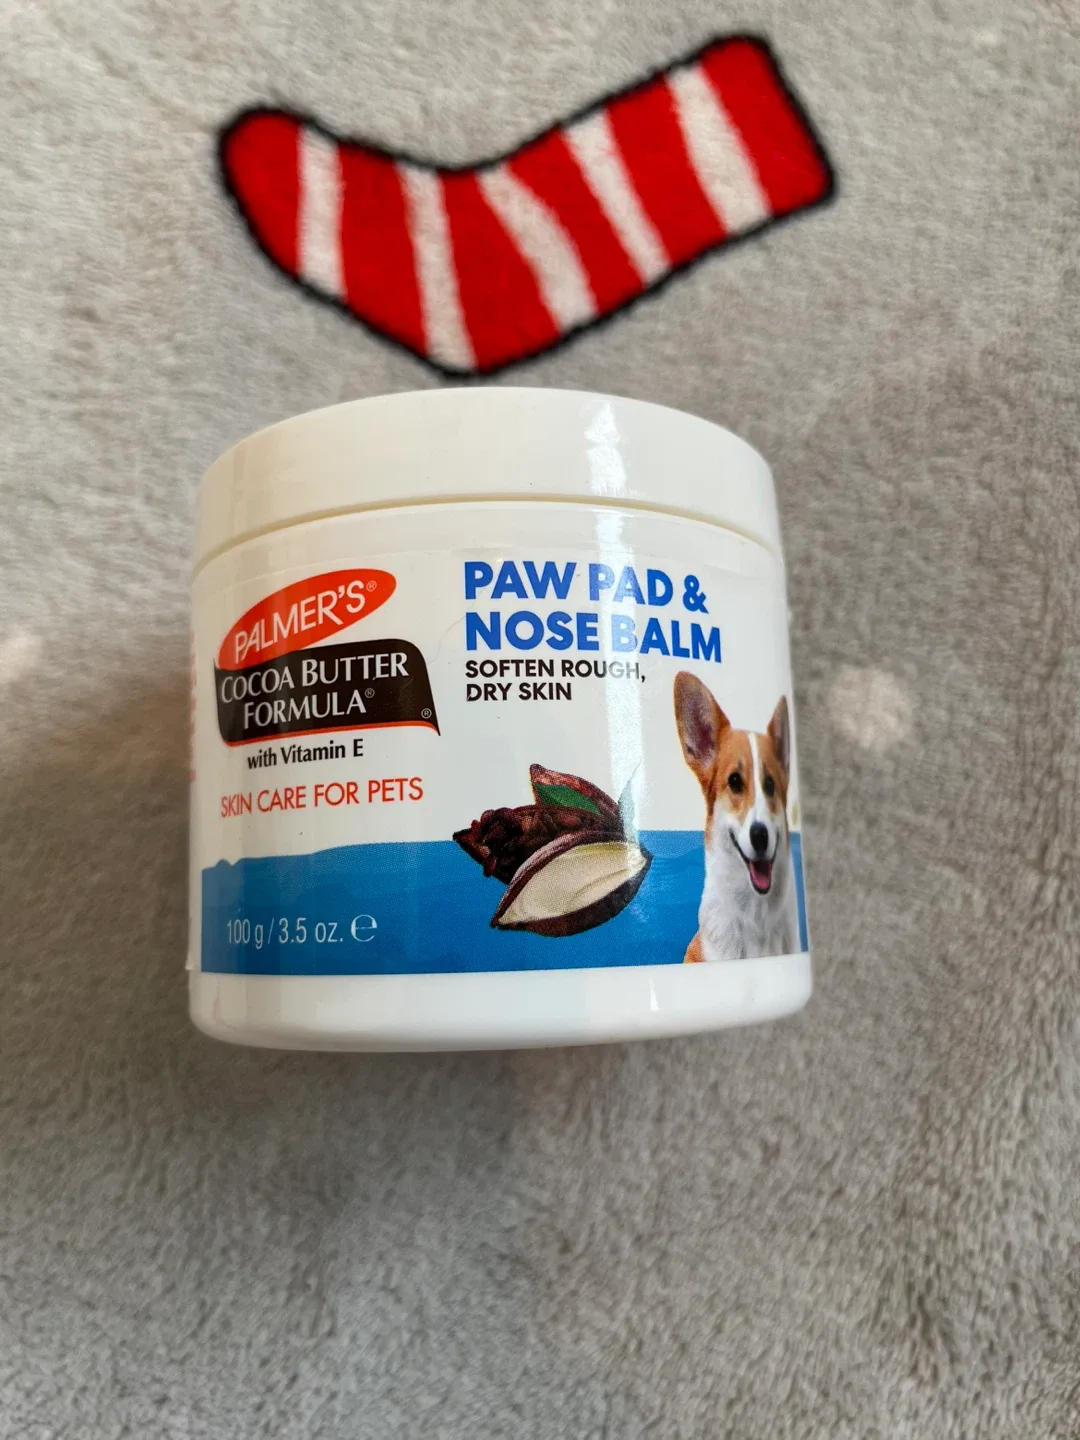 PALMER'S®
COCOA BUTTER
FORMULA®
®
with Vitamin E
SKIN CARE FOR PETS
PAW PAD &
NOSE BALM
SOFTEN ROUGH,
DRY SKIN
100 g / 3.5 oz. ℮